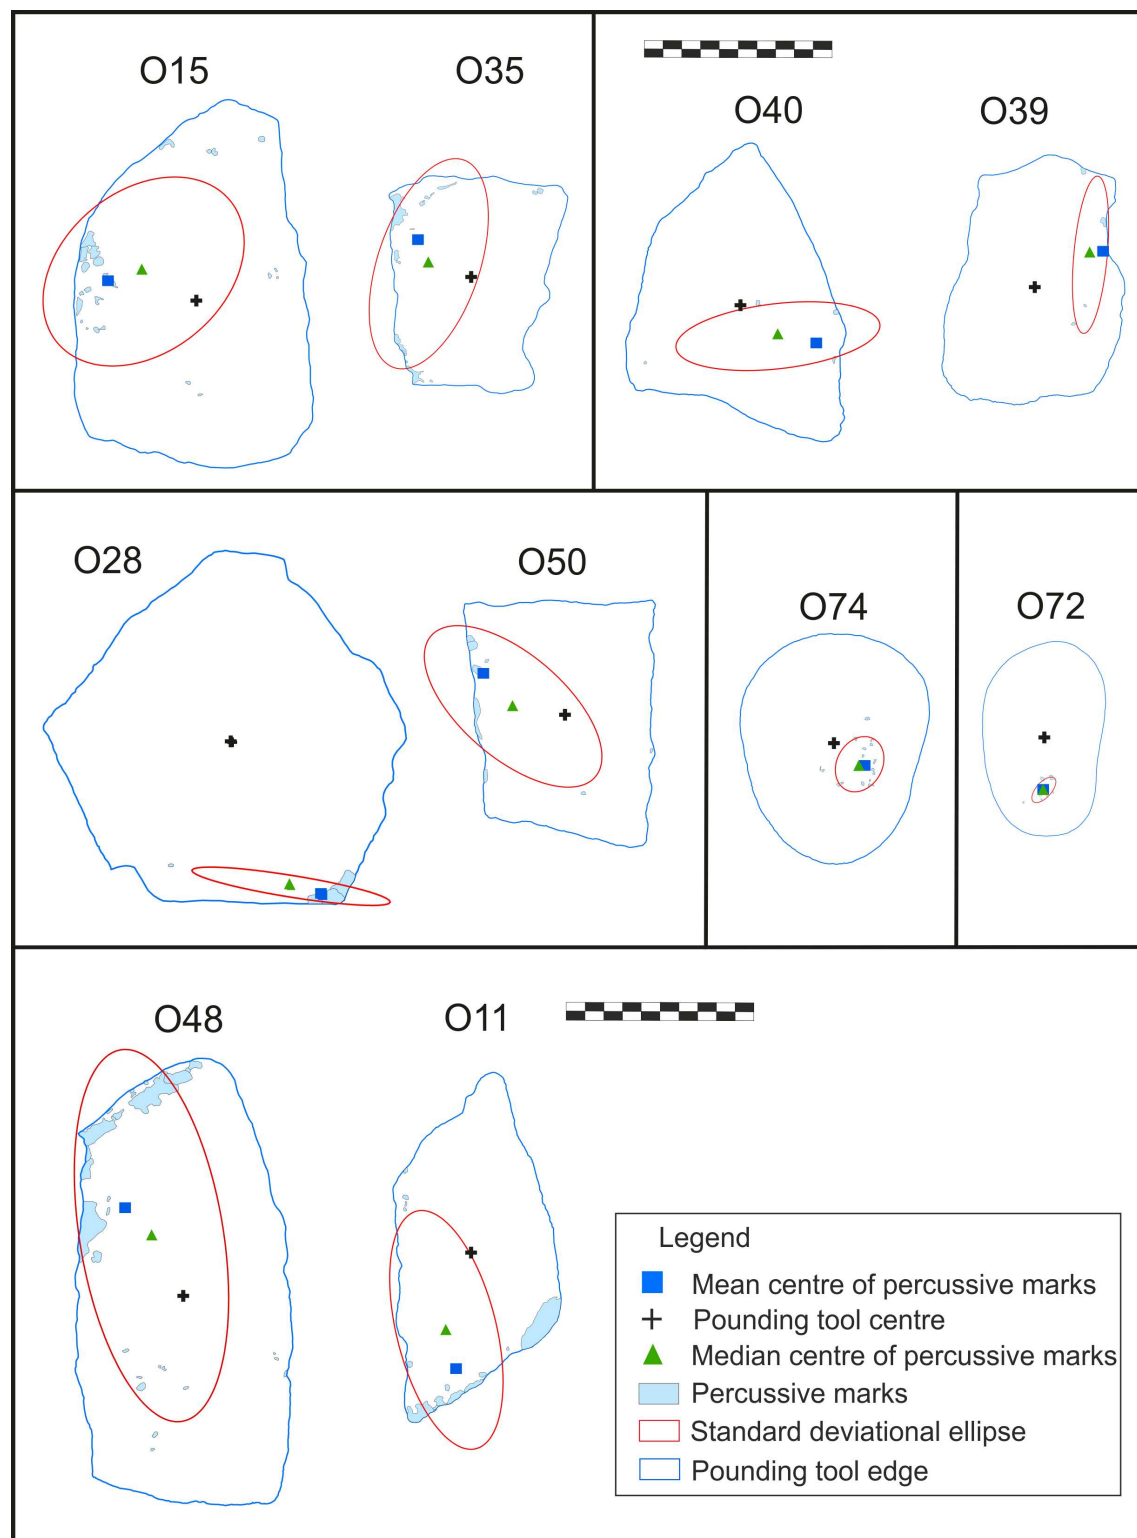 O15
O35
O40
O39
O28
O50
O74
O72
O48
O11
Legend
Mean centre of percussive marks
Pounding tool centre
Median centre of percussive marks
Percussive marks
Standard deviational ellipse
Pounding tool edge